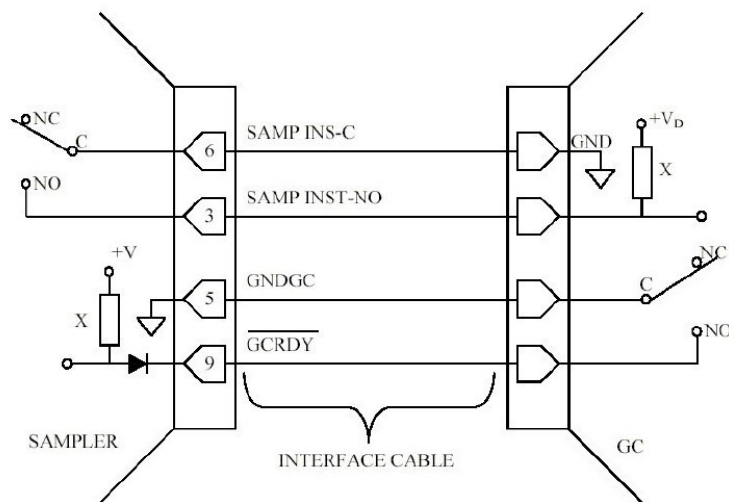 NC
C
NO
6
3
SAMP INS-C
SAMP INST-NO
GND
+VD
X
+V
X
5
9
GNDGC
GCRDY
NC
C
NO
SAMPLER
INTERFACE CABLE
GC